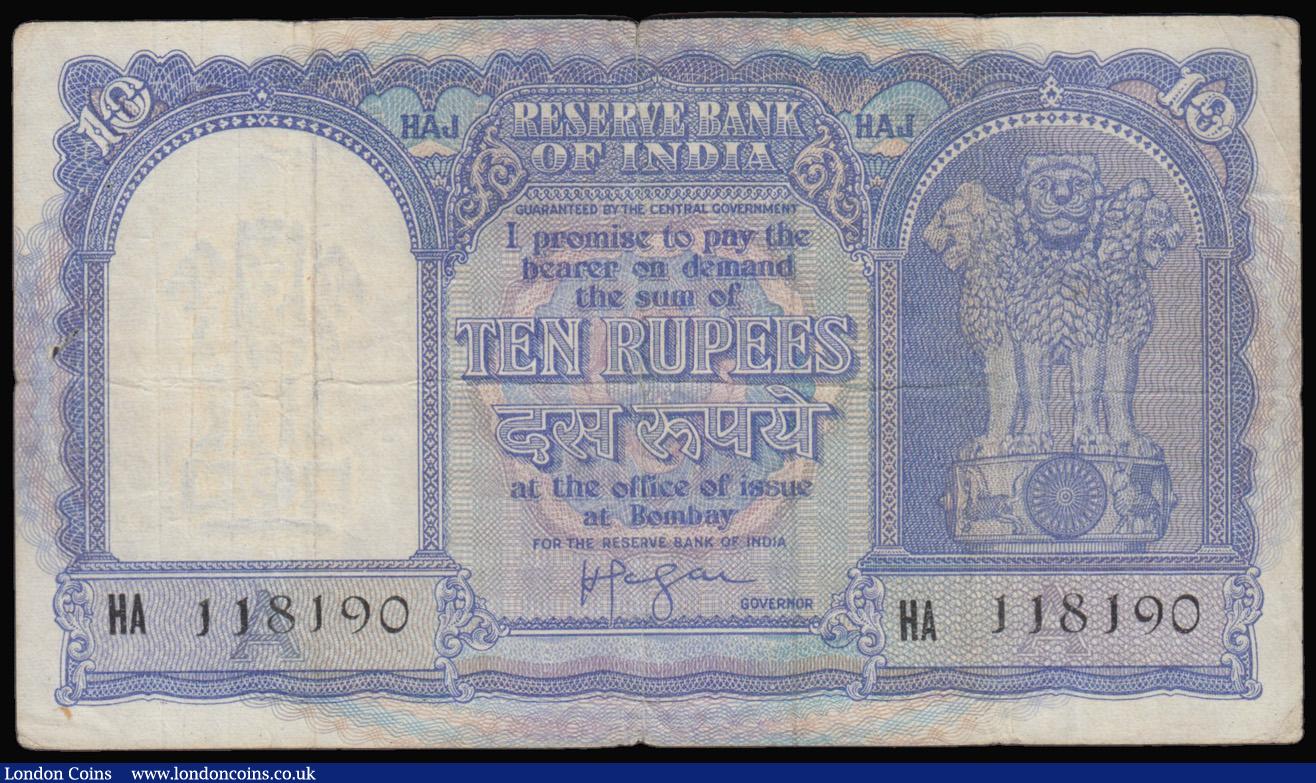 10
10
HAJ
HAJ
RESERVE BANK
OF INDIA
GUARANTEED BY THE CENTRAL GOVERNMENT
I promise to pay the
bearer on demand
the sum of
TEN RUPEES
दस रूपये
at the office of issue
at Bombay
FOR THE RESERVE BANK OF INDIA
GOVERNOR
A
HA 118190
A
HA 118190
London Coins www.londoncoins.co.uk